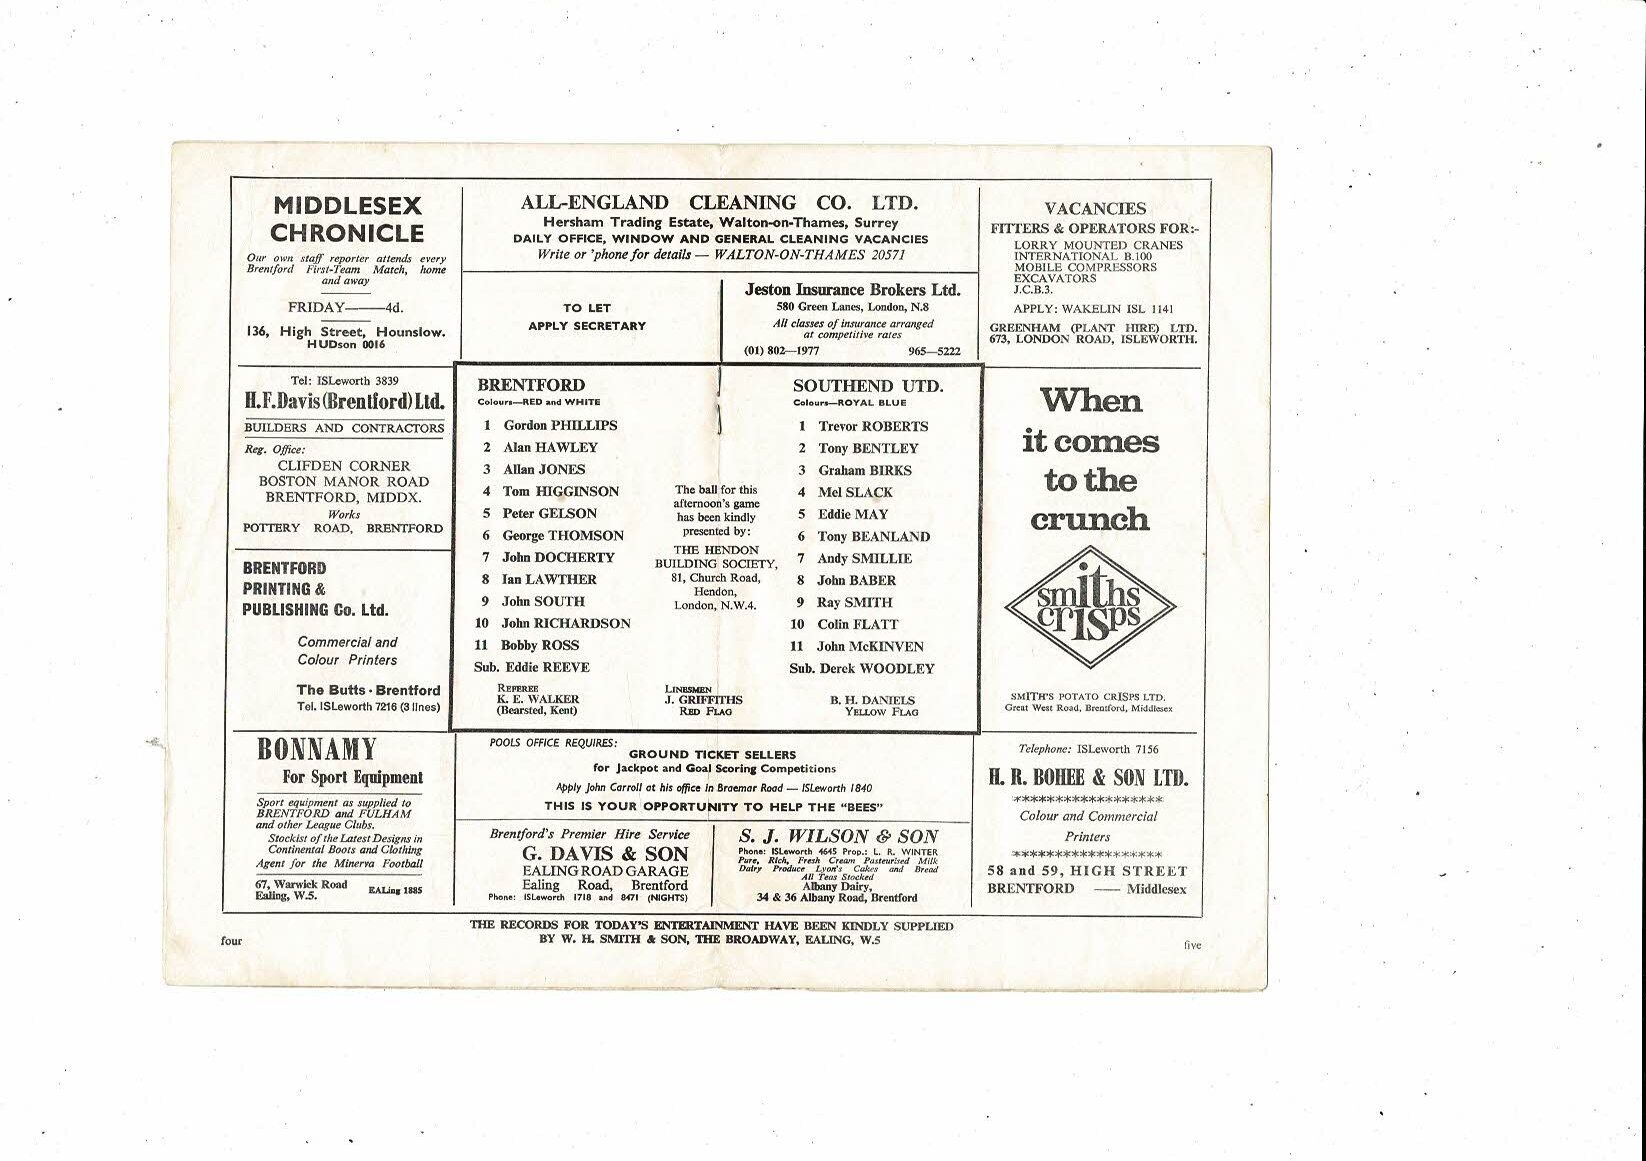 MIDDLESEX
CHRONICLE
Our own staff reporter attends every
Brentford First-Team Match, home
and away
FRIDAY——4d.
136, High Street, Hounslow.
HUDson 0016
ALL-ENGLAND CLEANING CO. LTD.
Hersham Trading Estate, Walton-on-Thames, Surrey
DAILY OFFICE, WINDOW AND GENERAL CLEANING VACANCIES
Write or 'phone for details — WALTON-ON-THAMES 20571
TO LET
APPLY SECRETARY
Jeston Insurance Brokers Ltd.
580 Green Lanes, London, N.8
All classes of insurance arranged
at competitive rates
(01) 802—1977 965—5222
VACANCIES
FITTERS & OPERATORS FOR:-
LORRY MOUNTED CRANES
INTERNATIONAL B.100
MOBILE COMPRESSORS
EXCAVATORS
J.C.B.3.
APPLY: WAKELIN ISL 1141
GREENHAM (PLANT HIRE) LTD.
673, LONDON ROAD, ISLEWORTH.
Tel: ISLeworth 3839
H.F.Davis (Brentford) Ltd.
BUILDERS AND CONTRACTORS
Reg. Office:
CLIFDEN CORNER
BOSTON MANOR ROAD
BRENTFORD, MIDDX.
Works
POTTERY ROAD, BRENTFORD
BRENTFORD
PRINTING &
PUBLISHING Co. Ltd.
Commercial and
Colour Printers
The Butts · Brentford
Tel. ISLeworth 7216 (3 lines)
BRENTFORD
Colours—RED and WHITE
1 Gordon PHILLIPS
2 Alan HAWLEY
3 Allan JONES
4 Tom HIGGINSON
5 Peter GELSON
6 George THOMSON
7 John DOCHERTY
8 Ian LAWTHER
9 John SOUTH
10 John RICHARDSON
11 Bobby ROSS
Sub. Eddie REEVE
The ball for this
afternoon's game
has been kindly
presented by:
THE HENDON
BUILDING SOCIETY,
81, Church Road,
Hendon,
London, N.W.4.
SOUTHEND UTD.
Colours—ROYAL BLUE
1 Trevor ROBERTS
2 Tony BENTLEY
3 Graham BIRKS
4 Mel SLACK
5 Eddie MAY
6 Tony BEANLAND
7 Andy SMILLIE
8 John BABER
9 Ray SMITH
10 Colin FLATT
11 John McKINVEN
Sub. Derek WOODLEY
REFEREE
K. E. WALKER
(Bearsted, Kent)
LINESMEN
J. GRIFFITHS
RED FLAG
B. H. DANIELS
YELLOW FLAG
When
it comes
to the
crunch
smiths
crisps
SMITH'S POTATO CRISPS LTD.
Great West Road, Brentford, Middlesex
BONNAMY
For Sport Equipment
Sport equipment as supplied to
BRENTFORD and FULHAM
and other League Clubs.
Stockist of the Latest Designs in
Continental Boots and Clothing
Agent for the Minerva Football
67, Warwick Road
Ealing, W.5.
EALing 1885
POOLS OFFICE REQUIRES:
GROUND TICKET SELLERS
for Jackpot and Goal Scoring Competitions
Apply John Carroll at his office in Braemar Road — ISLeworth 1840
THIS IS YOUR OPPORTUNITY TO HELP THE "BEES"
Brentford's Premier Hire Service
G. DAVIS & SON
EALING ROAD GARAGE
Ealing Road, Brentford
Phone: ISLeworth 1718 and 8471 (NIGHTS)
S. J. WILSON & SON
Phone: ISLeworth 4645 Prop.: L. R. WINTER
Pure, Rich, Fresh Cream Pasteurised Milk
Dairy Produce Lyon's Cakes and Bread
All Teas Stocked
Albany Dairy,
34 & 36 Albany Road, Brentford
Telephone: ISLeworth 7156
H. R. BOHEE & SON LTD.
******************
Colour and Commercial
Printers
******************
58 and 59, HIGH STREET
BRENTFORD —— Middlesex
THE RECORDS FOR TODAY'S ENTERTAINMENT HAVE BEEN KINDLY SUPPLIED
BY W. H. SMITH & SON, THE BROADWAY, EALING, W.5
four
five